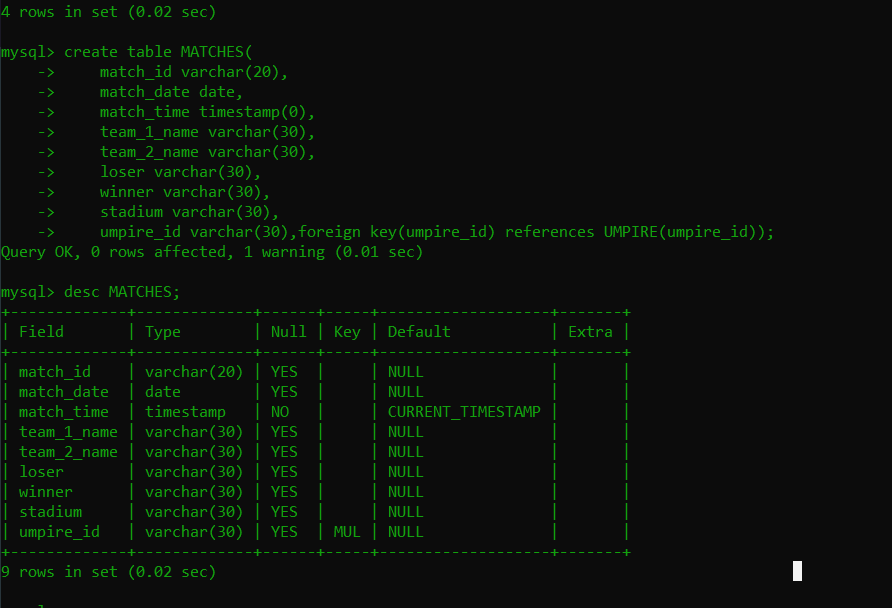 4 rows in set (0.02 sec)
mysql> create table MATCHES(
    ->     match_id varchar(20),
    ->     match_date date,
    ->     match_time timestamp(0),
    ->     team_1_name varchar(30),
    ->     team_2_name varchar(30),
    ->     loser varchar(30),
    ->     winner varchar(30),
    ->     stadium varchar(30),
    ->     umpire_id varchar(30),foreign key(umpire_id) references UMPIRE(umpire_id));
Query OK, 0 rows affected, 1 warning (0.01 sec)
mysql> desc MATCHES;
+-------------+-------------+------+-----+-------------------+-------+
| Field       | Type        | Null | Key | Default           | Extra |
+-------------+-------------+------+-----+-------------------+-------+
| match_id    | varchar(20) | YES  |     | NULL              |       |
| match_date  | date        | YES  |     | NULL              |       |
| match_time  | timestamp   | NO   |     | CURRENT_TIMESTAMP |       |
| team_1_name | varchar(30) | YES  |     | NULL              |       |
| team_2_name | varchar(30) | YES  |     | NULL              |       |
| loser       | varchar(30) | YES  |     | NULL              |       |
| winner      | varchar(30) | YES  |     | NULL              |       |
| stadium     | varchar(30) | YES  |     | NULL              |       |
| umpire_id   | varchar(30) | YES  | MUL | NULL              |       |
+-------------+-------------+------+-----+-------------------+-------+
9 rows in set (0.02 sec)